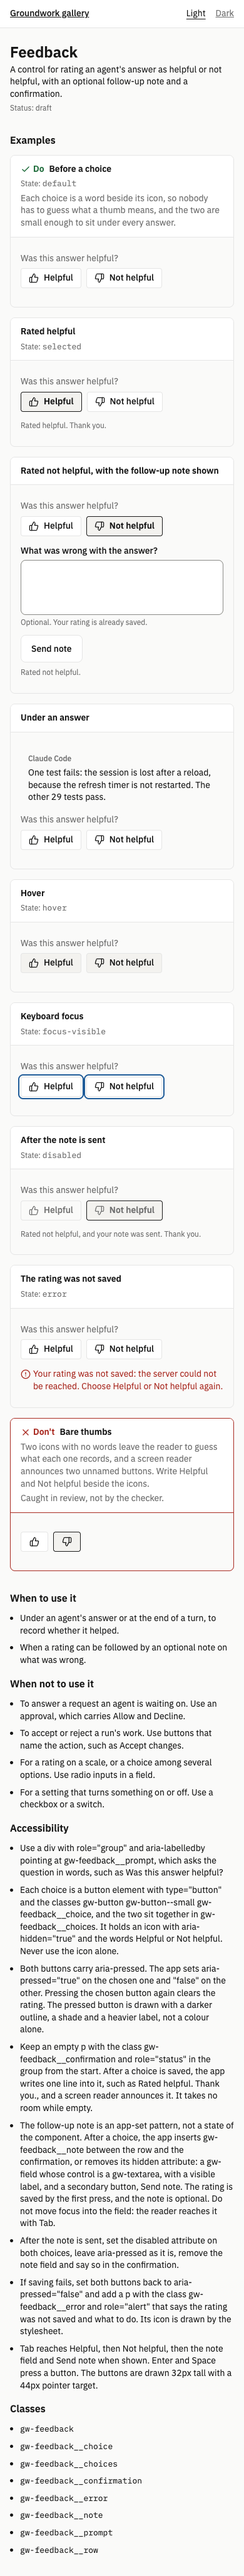 Groundwork gallery
Light
Dark
Feedback
A control for rating an agent's answer as helpful or not
helpful, with an optional follow-up note and a
confirmation.
Status: draft
Examples
Do Before a choice
State: default
Each choice is a word beside its icon, so nobody
has to guess what a thumb means, and the two are
small enough to sit under every answer.
Was this answer helpful?
Helpful
Not helpful
Rated helpful
State: selected
Was this answer helpful?
Helpful
Not helpful
Rated helpful. Thank you.
Rated not helpful, with the follow-up note shown
Was this answer helpful?
Helpful
Not helpful
What was wrong with the answer?
Optional. Your rating is already saved.
Send note
Rated not helpful.
Under an answer
Claude Code
One test fails: the session is lost after a reload,
because the refresh timer is not restarted. The
other 29 tests pass.
Was this answer helpful?
Helpful
Not helpful
Hover
State: hover
Was this answer helpful?
Helpful
Not helpful
Keyboard focus
State: focus-visible
Was this answer helpful?
Helpful
Not helpful
After the note is sent
State: disabled
Was this answer helpful?
Helpful
Not helpful
Rated not helpful, and your note was sent. Thank you.
The rating was not saved
State: error
Was this answer helpful?
Helpful
Not helpful
Your rating was not saved: the server could not
be reached. Choose Helpful or Not helpful again.
Don't Bare thumbs
Two icons with no words leave the reader to guess
what each one records, and a screen reader
announces two unnamed buttons. Write Helpful
and Not helpful beside the icons.
Caught in review, not by the checker.
When to use it
Under an agent's answer or at the end of a turn, to
record whether it helped.
When a rating can be followed by an optional note on
what was wrong.
When not to use it
To answer a request an agent is waiting on. Use an
approval, which carries Allow and Decline.
To accept or reject a run's work. Use buttons that
name the action, such as Accept changes.
For a rating on a scale, or a choice among several
options. Use radio inputs in a field.
For a setting that turns something on or off. Use a
checkbox or a switch.
Accessibility
Use a div with role="group" and aria-labelledby
pointing at gw-feedback__prompt, which asks the
question in words, such as Was this answer helpful?
Each choice is a button element with type="button"
and the classes gw-button gw-button--small gw-
feedback__choice, and the two sit together in gw-
feedback__choices. It holds an icon with aria-
hidden="true" and the words Helpful or Not helpful.
Never use the icon alone.
Both buttons carry aria-pressed. The app sets aria-
pressed="true" on the chosen one and "false" on the
other. Pressing the chosen button again clears the
rating. The pressed button is drawn with a darker
outline, a shade and a heavier label, not a colour
alone.
Keep an empty p with the class gw-
feedback__confirmation and role="status" in the
group from the start. After a choice is saved, the app
writes one line into it, such as Rated helpful. Thank
you., and a screen reader announces it. It takes no
room while empty.
The follow-up note is an app-set pattern, not a state of
the component. After a choice, the app inserts gw-
feedback__note between the row and the
confirmation, or removes its hidden attribute: a gw-
field whose control is a gw-textarea, with a visible
label, and a secondary button, Send note. The rating is
saved by the first press, and the note is optional. Do
not move focus into the field: the reader reaches it
with Tab.
After the note is sent, set the disabled attribute on
both choices, leave aria-pressed as it is, remove the
note field and say so in the confirmation.
If saving fails, set both buttons back to aria-
pressed="false" and add a p with the class gw-
feedback__error and role="alert" that says the rating
was not saved and what to do. Its icon is drawn by the
stylesheet.
Tab reaches Helpful, then Not helpful, then the note
field and Send note when shown. Enter and Space
press a button. The buttons are drawn 32px tall with a
44px pointer target.
Classes
gw-feedback
gw-feedback__choice
gw-feedback__choices
gw-feedback__confirmation
gw-feedback__error
gw-feedback__note
gw-feedback__prompt
gw-feedback__row